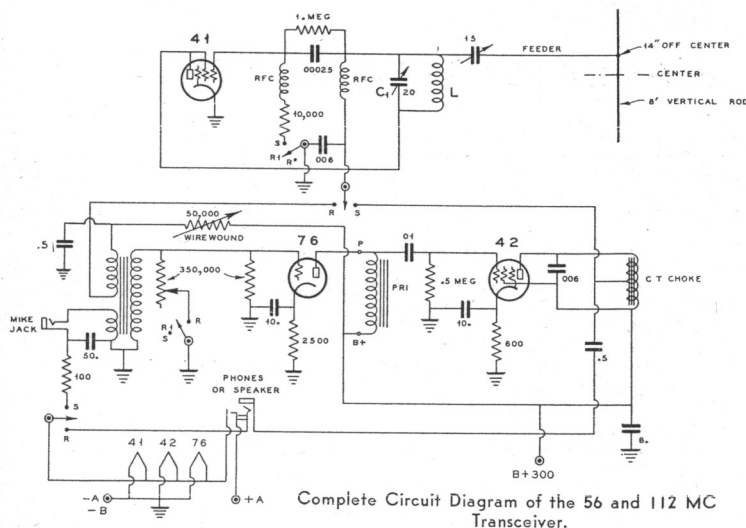 1. MEG
41
00025
RFC
RFC
15
FEEDER
14" OFF CENTER
CENTER
C1
20
L
8' VERTICAL ROD
10,000
S
R1
R
006
R
S
50,000
WIREWOUND
.5
76
P
01
42
350,000
PRI
.5 MEG
006
C T CHOKE
MIKE
JACK
R
R1
S
10.
10.
50.
2500
B+
600
.5
100
PHONES
OR SPEAKER
S
R
41 42 76
8.
B+300
-A
-B
+A
Complete Circuit Diagram of the 56 and 112 MC
Transceiver.